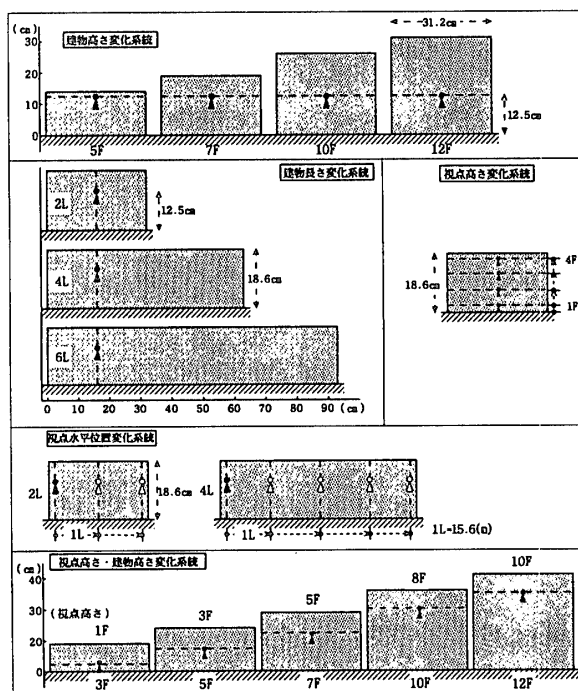 (cm)
建物高さ変化系統
←31.2cm→
30
20
10
0
12.5cm
5F 7F 10F 12F
建物長さ変化系統
視点高さ変化系統
2L
12.5cm
4L
18.6cm
6L
0 10 20 30 40 50 60 70 80 90 (cm)
4F
18.6cm
1F
視点水平位置変化系統
2L
18.6cm
4L
1L
1L
1L=15.6(m)
視点高さ・建物高さ変化系統
(cm)
40
30
20
0
(視点高さ)
1F 3F 5F 8F 10F
3F 5F 7F 10F 12F